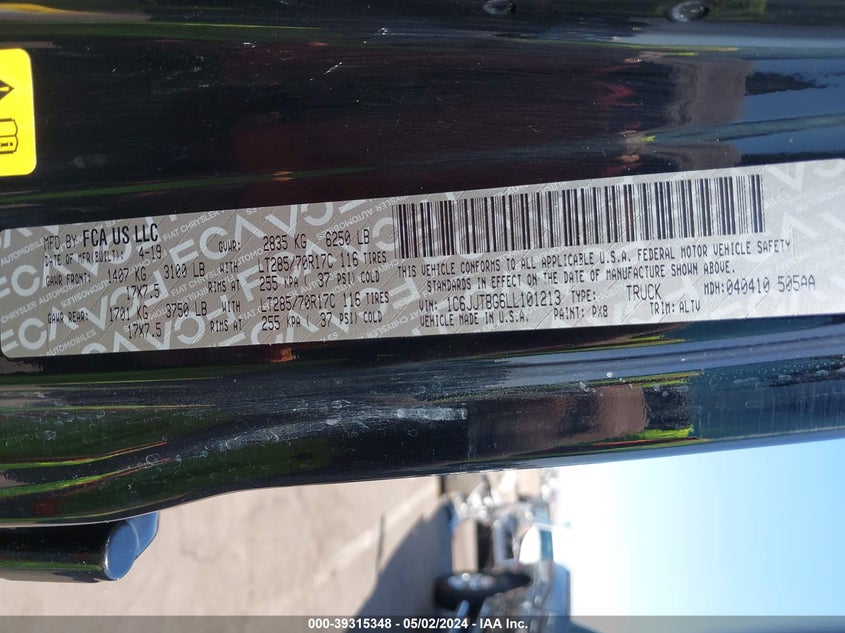 MFD BY FCA US LLC
DATE OF MFR(BUILT): 4-19 GVWR: 2835 KG 6250 LB
GAWR FRONT: 1407 KG 3100 LB WITH LT285/70R17C 116 TIRES
17X7.5 RIMS AT 255 KPA( 37 PSI) COLD
GAWR REAR: 1701 KG 3750 LB WITH LT285/70R17C 116 TIRES
17X7.5 RIMS AT 255 KPA( 37 PSI) COLD
THIS VEHICLE CONFORMS TO ALL APPLICABLE U.S.A. FEDERAL MOTOR VEHICLE SAFETY
STANDARDS IN EFFECT ON THE DATE OF MANUFACTURE SHOWN ABOVE.
VIN: 1C6JJTBG6LL101213 TYPE: TRUCK MDH: 040410 505AA
VEHICLE MADE IN U.S.A. PAINT: PX8 TRIM: ALTV
000-39315348 - 05/02/2024 - IAA Inc.